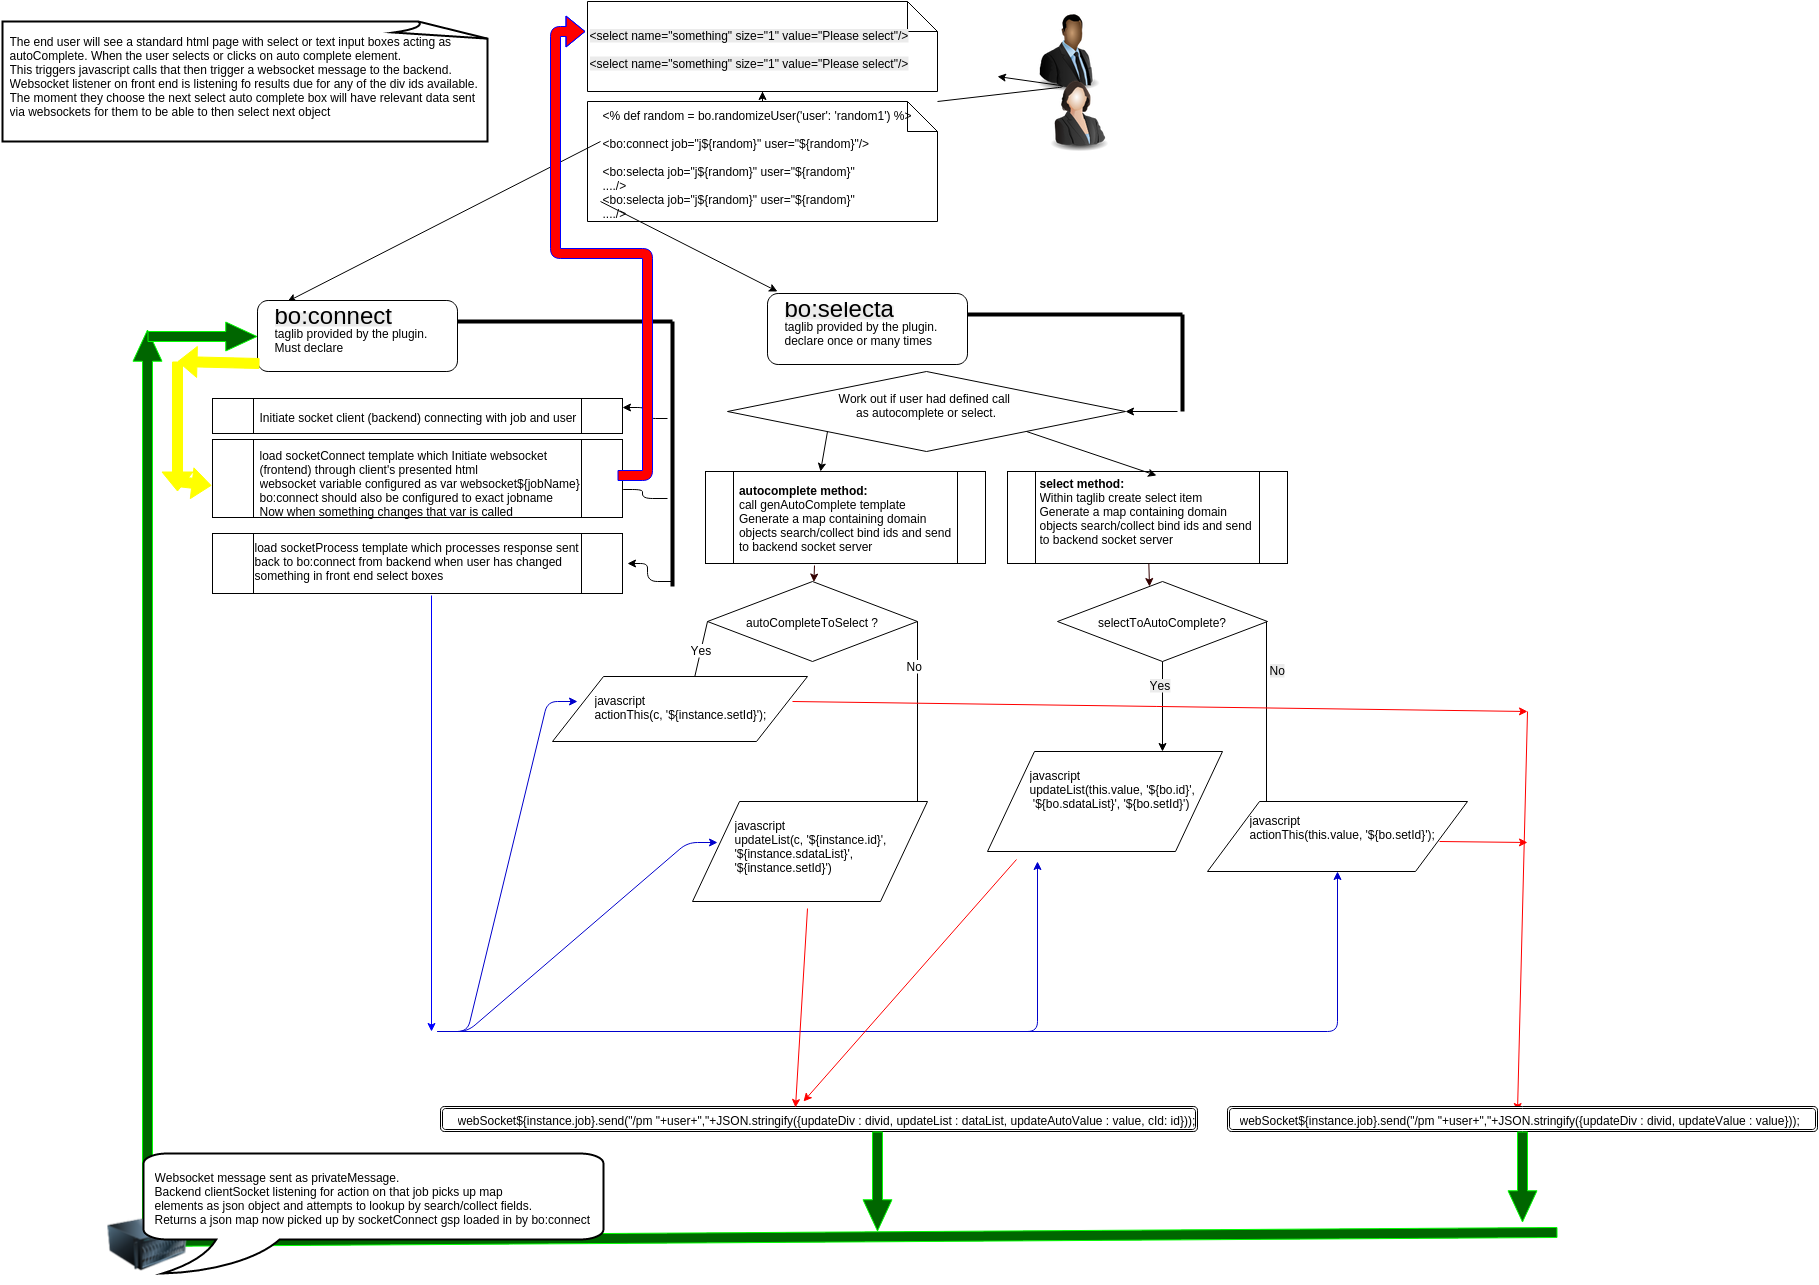 The end user will see a standard html page with select or text input boxes acting as
autoComplete. When the user selects or clicks on auto complete element.
This triggers javascript calls that then trigger a websocket message to the backend.
Websocket listener on front end is listening fo results due for any of the div ids available.
The moment they choose the next select auto complete box will have relevant data sent
via websockets for them to be able to then select next object
<select name="something" size="1" value="Please select"/>
<select name="something" size="1" value="Please select"/>
<% def random = bo.randomizeUser('user': 'random1') %>
<bo:connect job="j${random}" user="${random}"/>
<bo:selecta job="j${random}" user="${random}"
..../>
<bo:selecta job="j${random}" user="${random}"
..../>
bo:connect
taglib provided by the plugin.
Must declare
bo:selecta
taglib provided by the plugin.
declare once or many times
Initiate socket client (backend) connecting with job and user
load socketConnect template which Initiate websocket
(frontend) through client's presented html
websocket variable configured as var websocket${jobName}
bo:connect should also be configured to exact jobname
Now when something changes that var is called
load socketProcess template which processes response sent
back to bo:connect from backend when user has changed
something in front end select boxes
Work out if user had defined call
as autocomplete or select.
autocomplete method:
call genAutoComplete template
Generate a map containing domain
objects search/collect bind ids and send
to backend socket server
select method:
Within taglib create select item
Generate a map containing domain
objects search/collect bind ids and send
to backend socket server
autoCompleteToSelect ?
selectToAutoComplete?
Yes
No
Yes
No
javascript
actionThis(c, '${instance.setId}');
javascript
updateList(c, '${instance.id}',
'${instance.sdataList}',
'${instance.setId}')
javascript
updateList(this.value, '${bo.id}',
'${bo.sdataList}', '${bo.setId}')
javascript
actionThis(this.value, '${bo.setId}');
webSocket${instance.job}.send("/pm "+user+","+JSON.stringify({updateDiv : divid, updateList : dataList, updateAutoValue : value, cId: id}));
webSocket${instance.job}.send("/pm "+user+","+JSON.stringify({updateDiv : divid, updateValue : value}));
Websocket message sent as privateMessage.
Backend clientSocket listening for action on that job picks up map
elements as json object and attempts to lookup by search/collect fields.
Returns a json map now picked up by socketConnect gsp loaded in by bo:connect